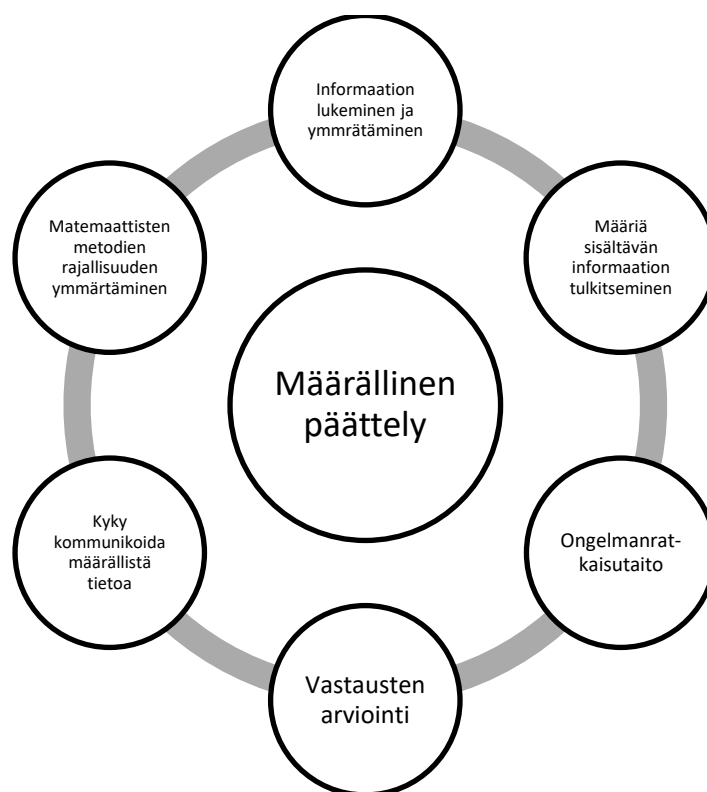 Informaation
lukeminen ja
ymmrätäminen
Määriä
sisältävän
informaation
tulkitseminen
Ongelmanrat-
kaisutaito
Vastausten
arviointi
Kyky
kommunikoida
määrällistä
tietoa
Matemaattisten
metodien
rajallisuuden
ymmärtäminen
Määrällinen
päättely